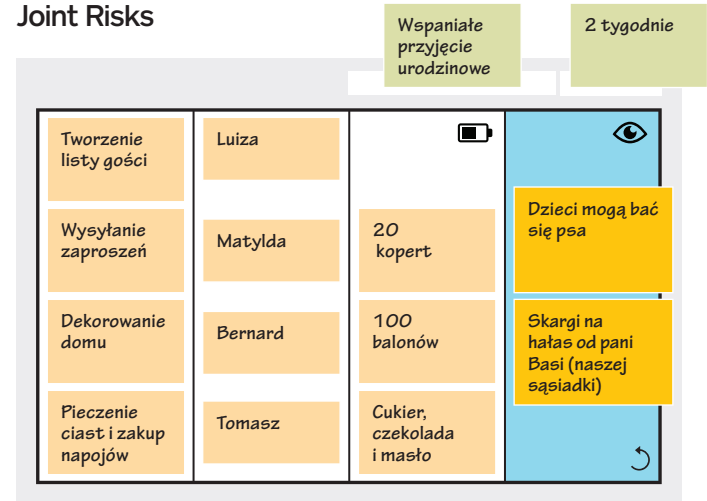 Joint Risks
Wspaniałe
przyjęcie
urodzinowe
2 tygodnie
Tworzenie
listy gości
Luiza
Wysyłanie
zaproszeń
Matylda
20
kopert
Dzieci mogą bać
się psa
Dekorowanie
domu
Bernard
100
balonów
Skargi na
hałas od pani
Basi (naszej
sąsiadki)
Pieczenie
ciast i zakup
napojów
Tomasz
Cukier,
czekolada
i masło